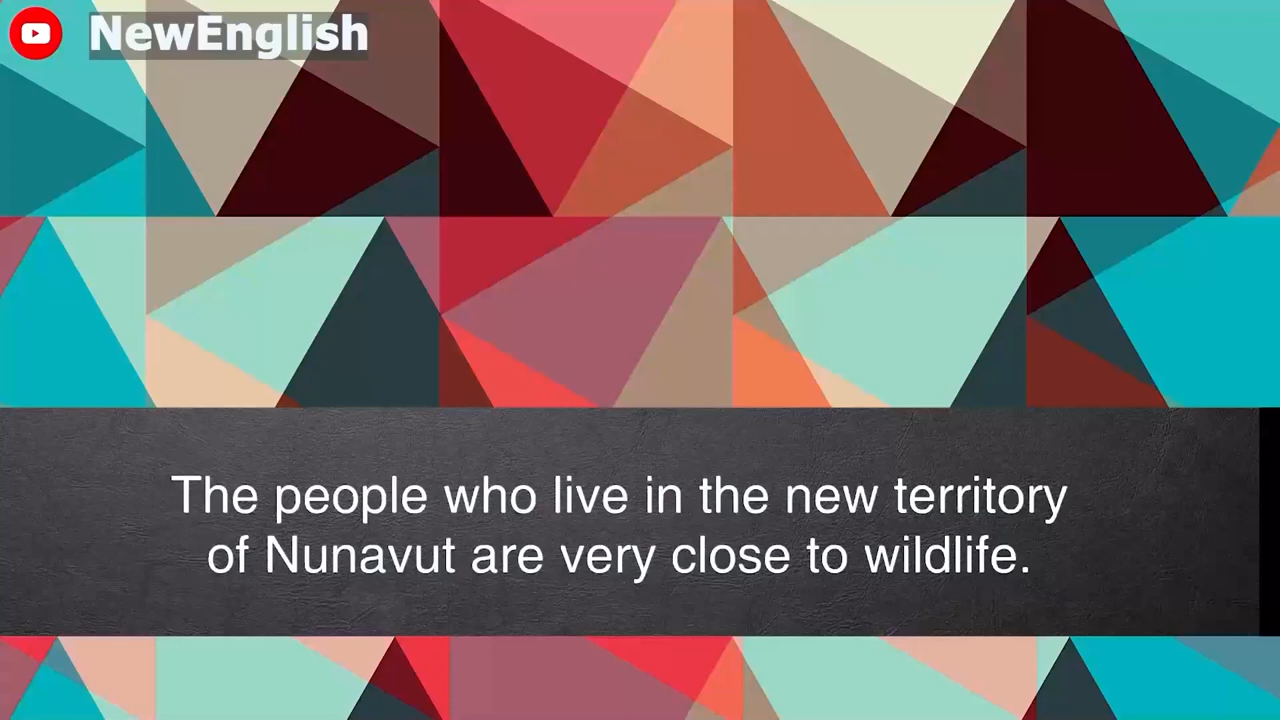 NewEnglish
The people who live in the new territory
of Nunavut are very close to wildlife.